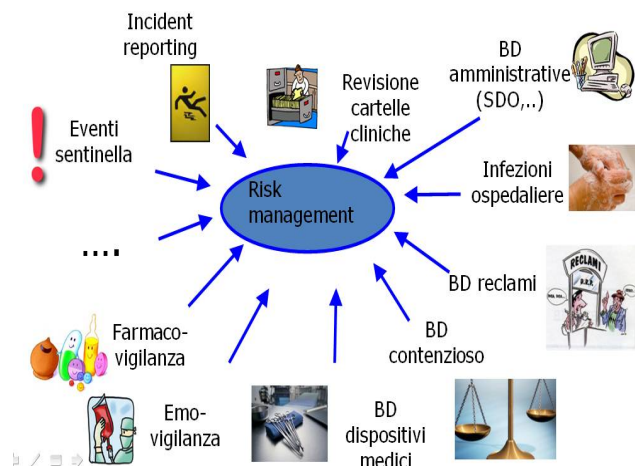 Incident
reporting
BD
amministrative
(SDO,..)
Revisione
cartelle
cliniche
Eventi
sentinella
Infezioni
ospedaliere
Risk
management
....
RECLAMI
BD reclami
Farmaco-
vigilanza
BD
contenzioso
Emo-
vigilanza
BD
dispositivi
medici